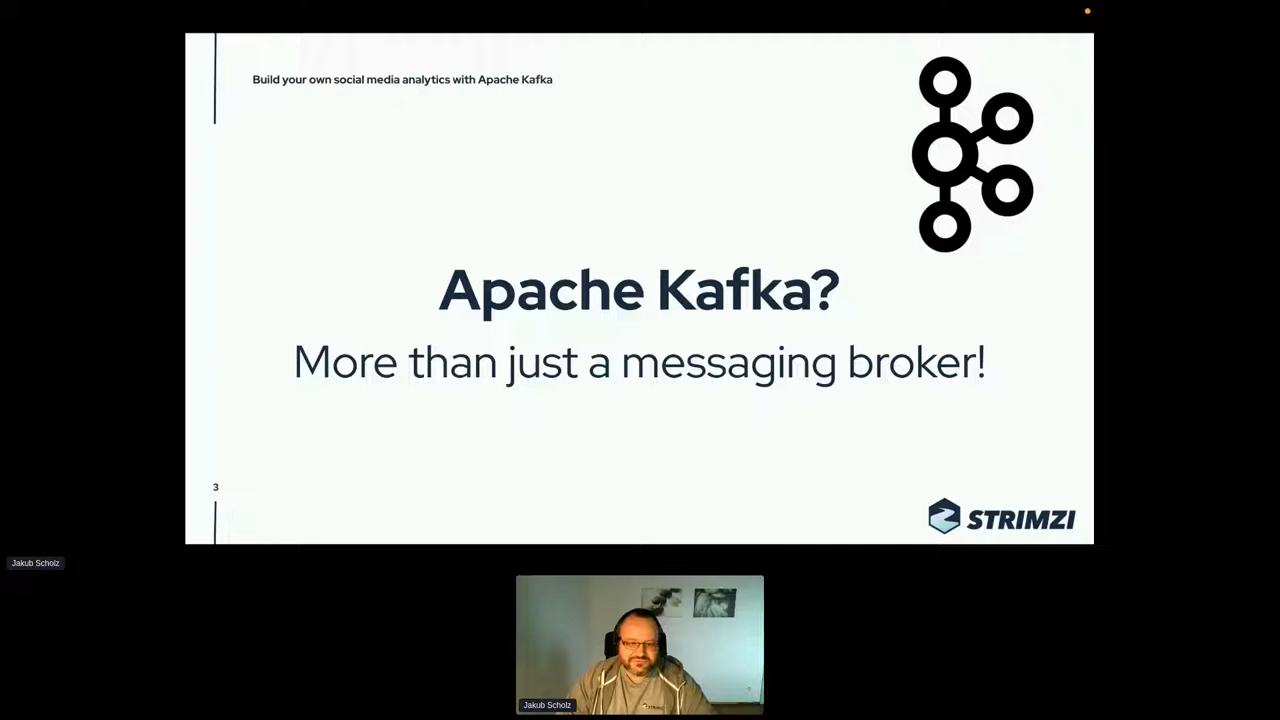 Build your own social media analytics with Apache Kafka
Apache Kafka?
More than just a messaging broker!
3
STRIMZI
Jakub Scholz
STRIMZI
Jakub Scholz